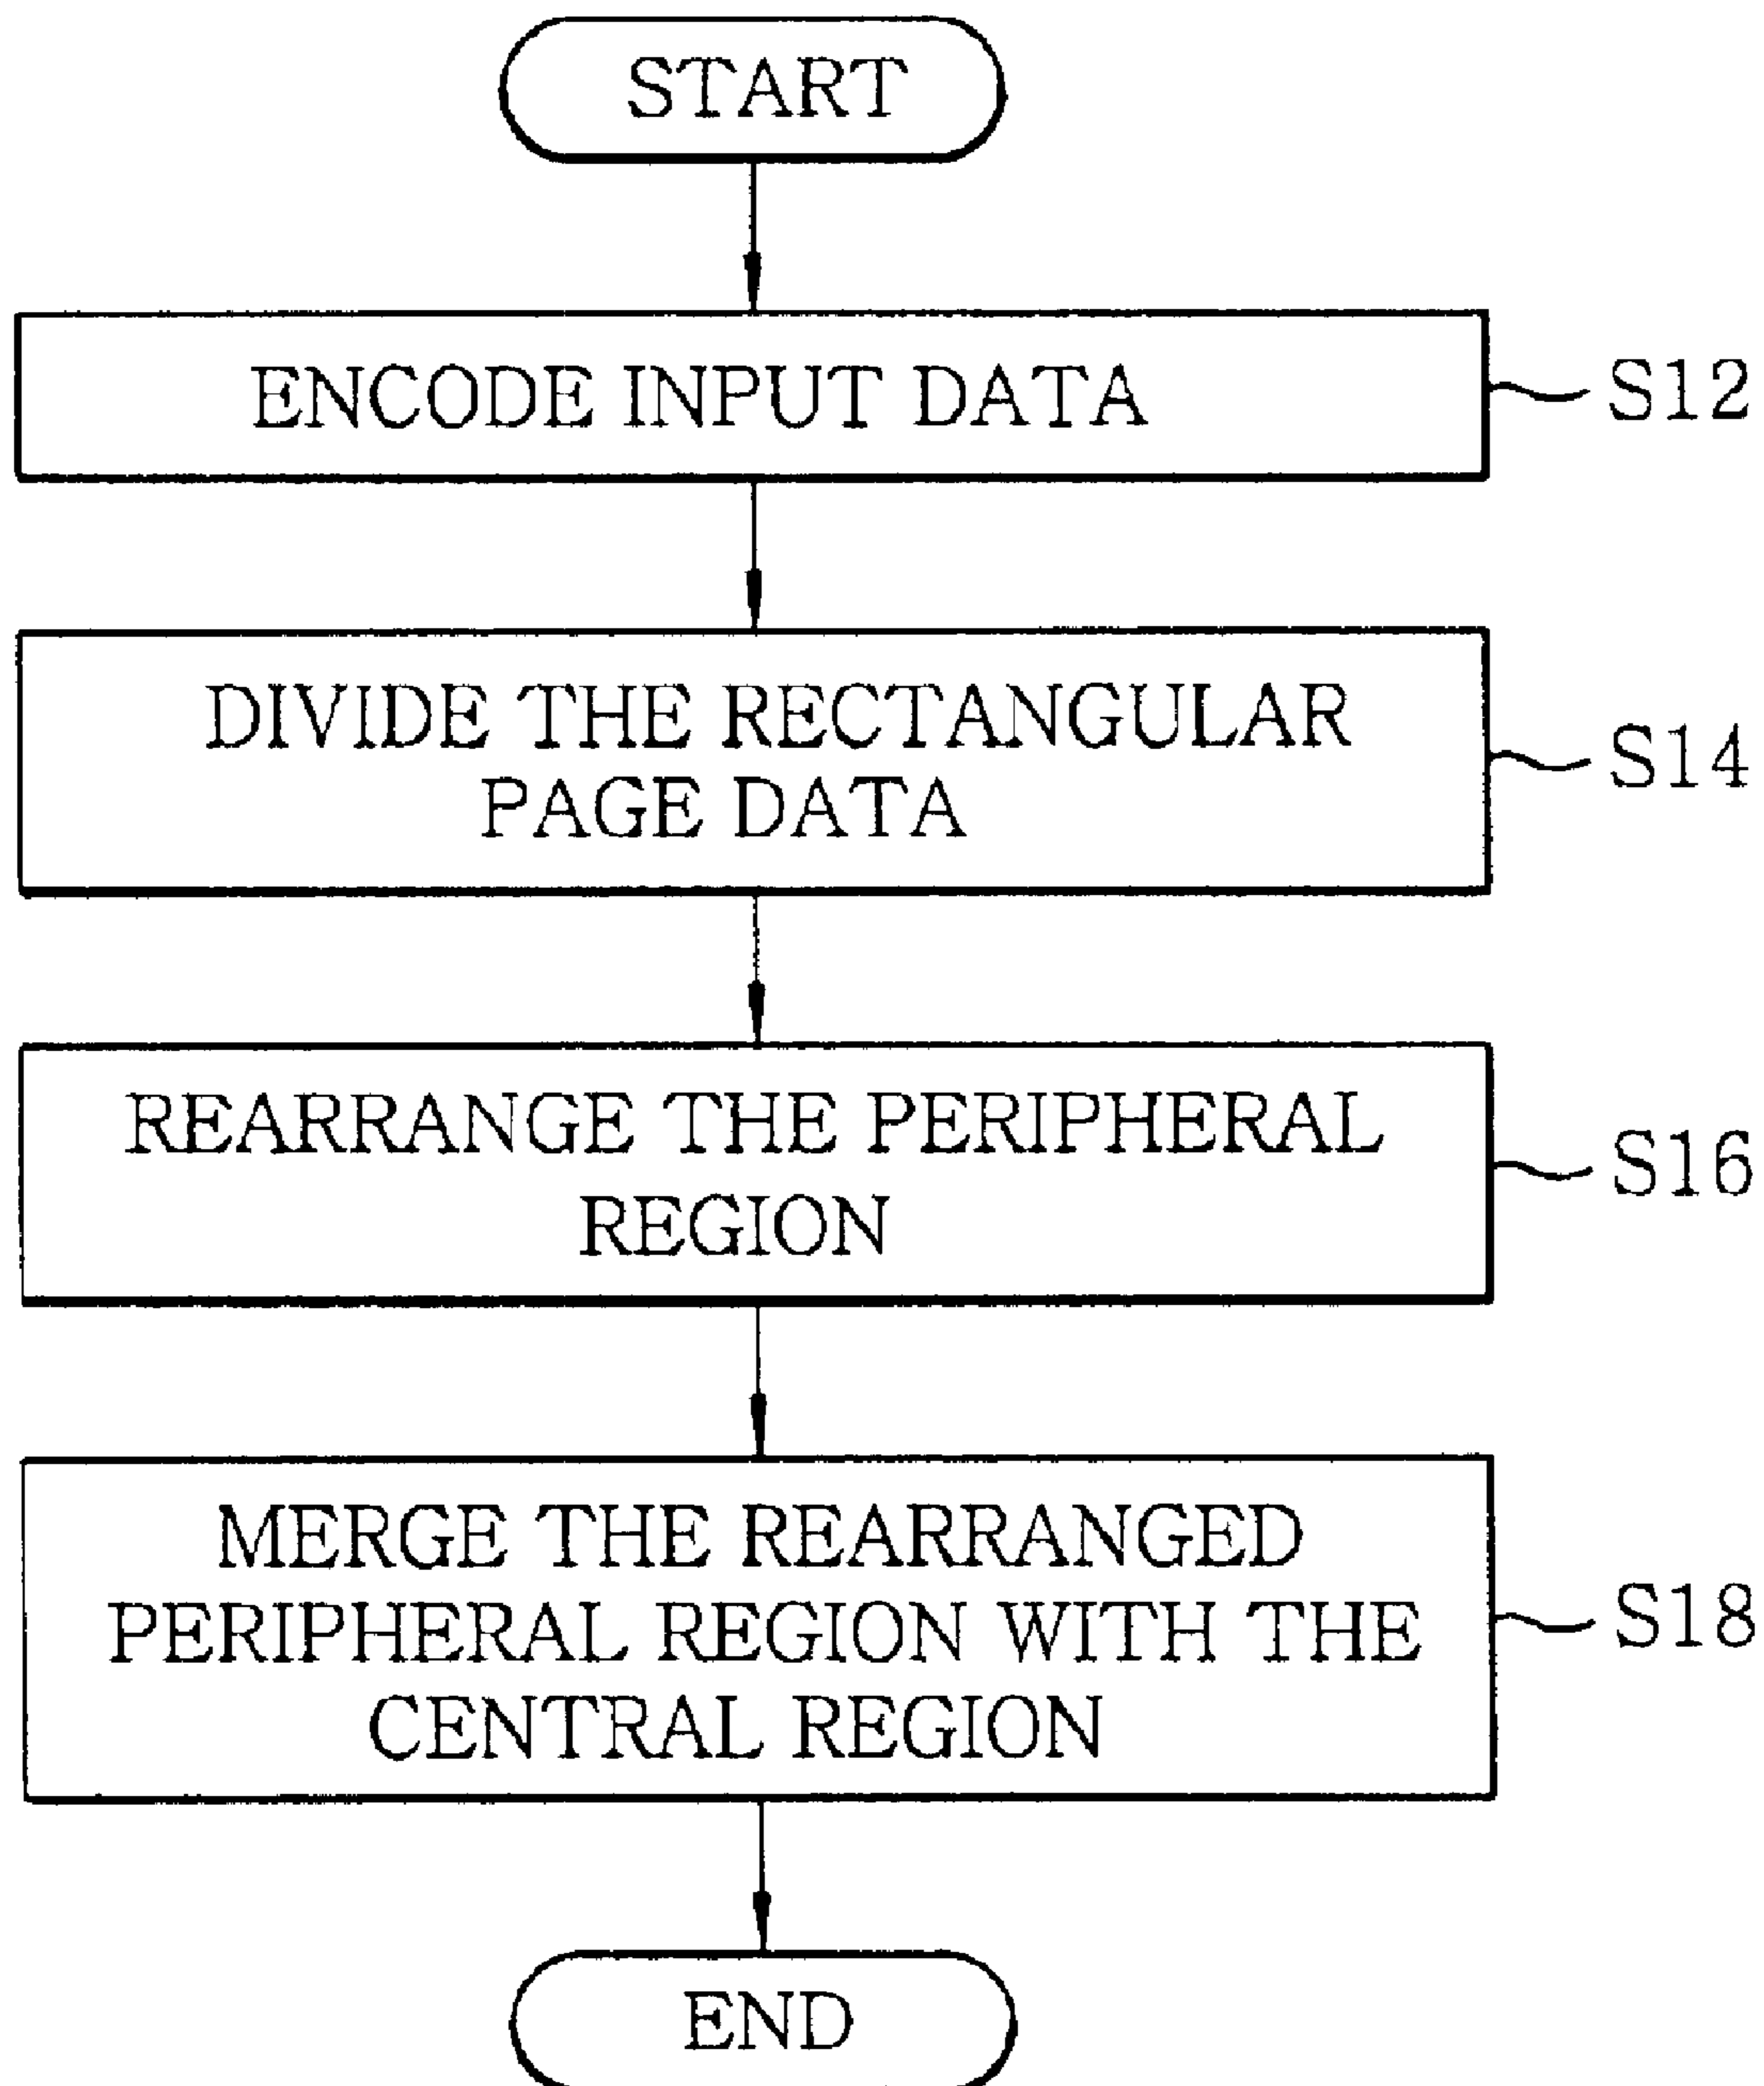 START
ENCODE INPUT DATA
S12
DIVIDE THE RECTANGULAR
PAGE DATA
S14
REARRANGE THE PERIPHERAL
REGION
S16
MERGE THE REARRANGED
PERIPHERAL REGION WITH THE
CENTRAL REGION
S18
END